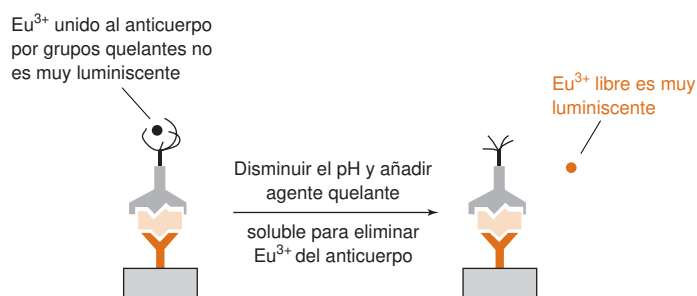 Eu3+ unido al anticuerpo
por grupos quelantes no
es muy luminiscente
Eu3+ libre es muy
luminiscente
Disminuir el pH y añadir
agente quelante
soluble para eliminar
Eu3+ del anticuerpo